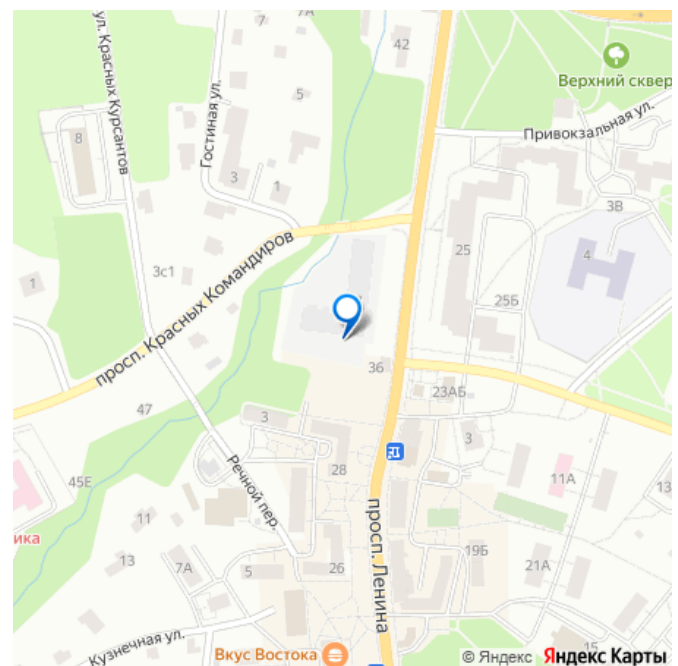 7
7А
42
ул. Красных Курсантов
Гостиная ул.
5
Верхний сквер
Привокзальная ул.
8
3
1
3В
25
4
3с1
1
25Б
просп. Красных Командиров
36
23АБ
47
3
3
28
45Е
Речной пер.
11А
13
11
ика
просп. Ленина
13
7А
5
26
19Б
21А
Кузнечная ул.
Вкус Востока
15
© Яндекс Яндекс Карты